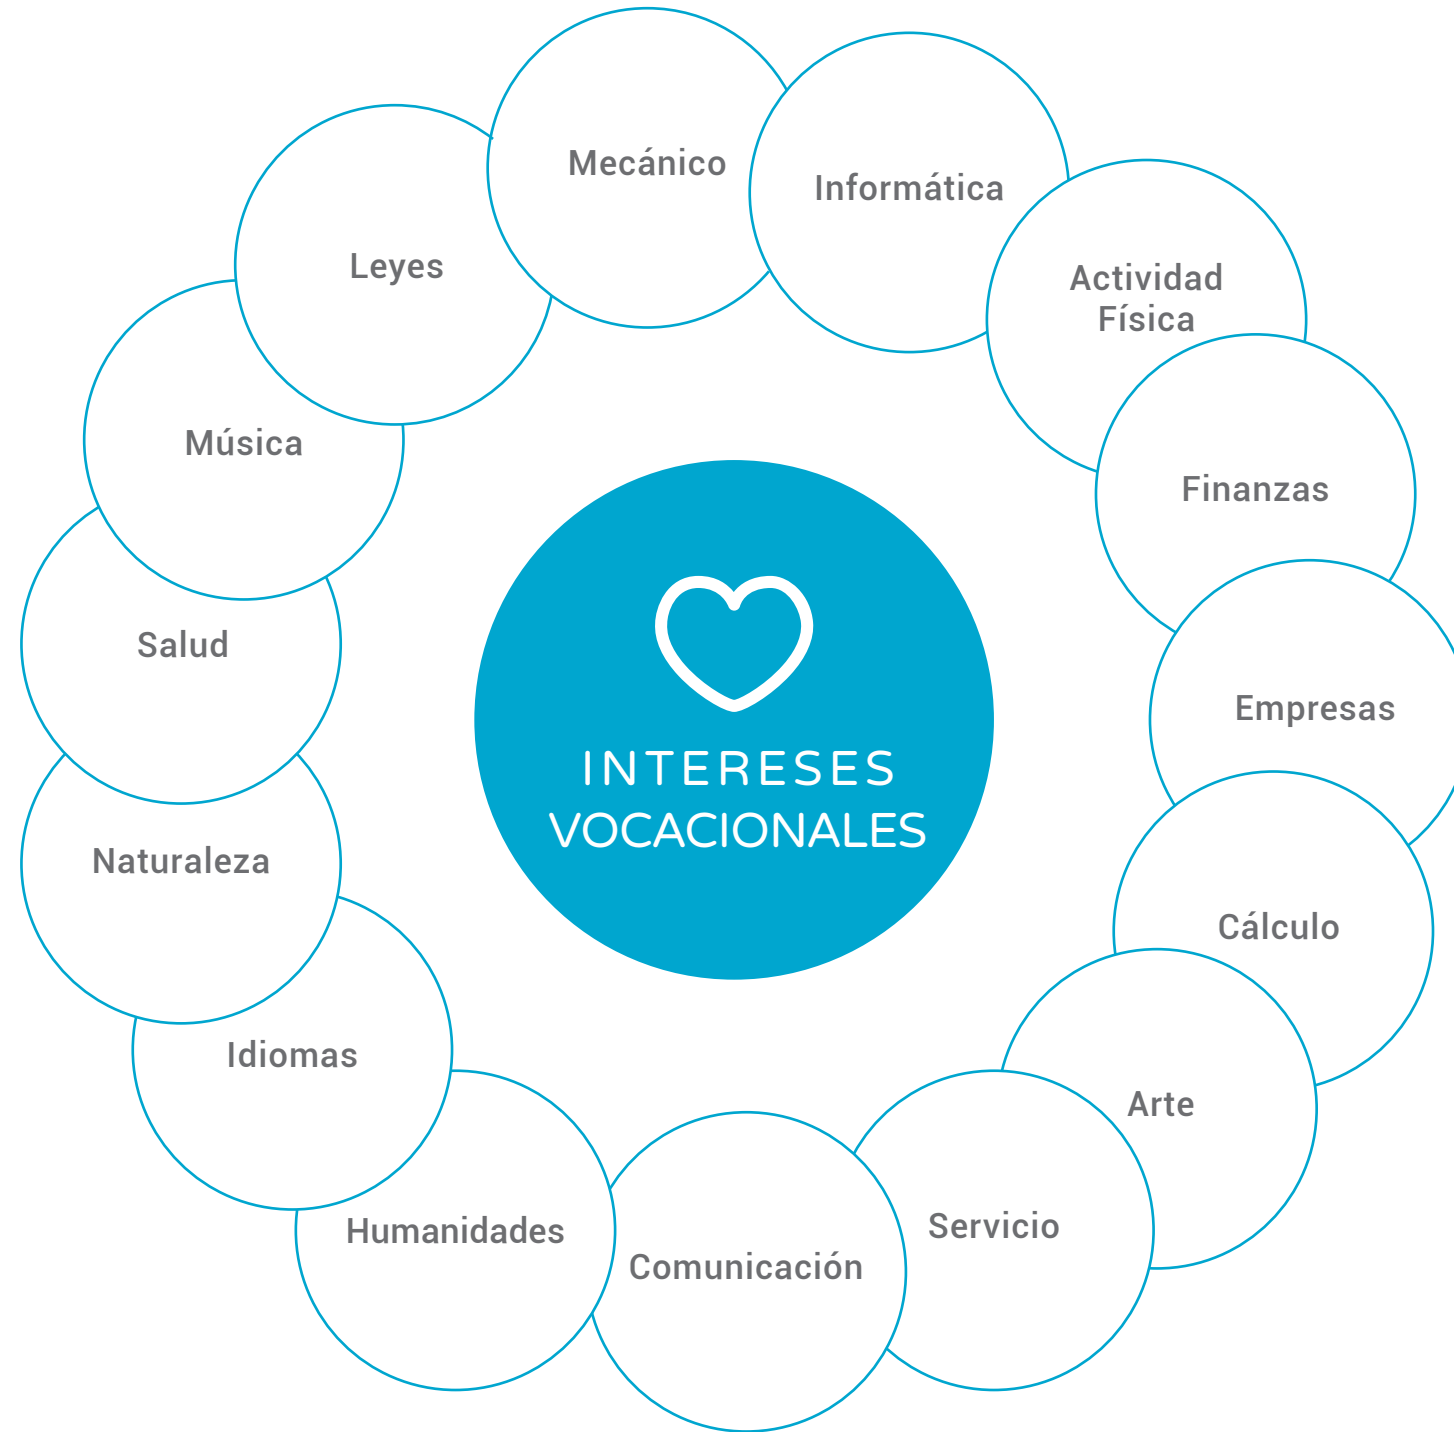 Mecánico
Informática
Actividad
Física
Finanzas
Empresas
Cálculo
Arte
Servicio
Comunicación
Humanidades
Idiomas
Naturaleza
Salud
Música
Leyes
INTERESES
VOCACIONALES